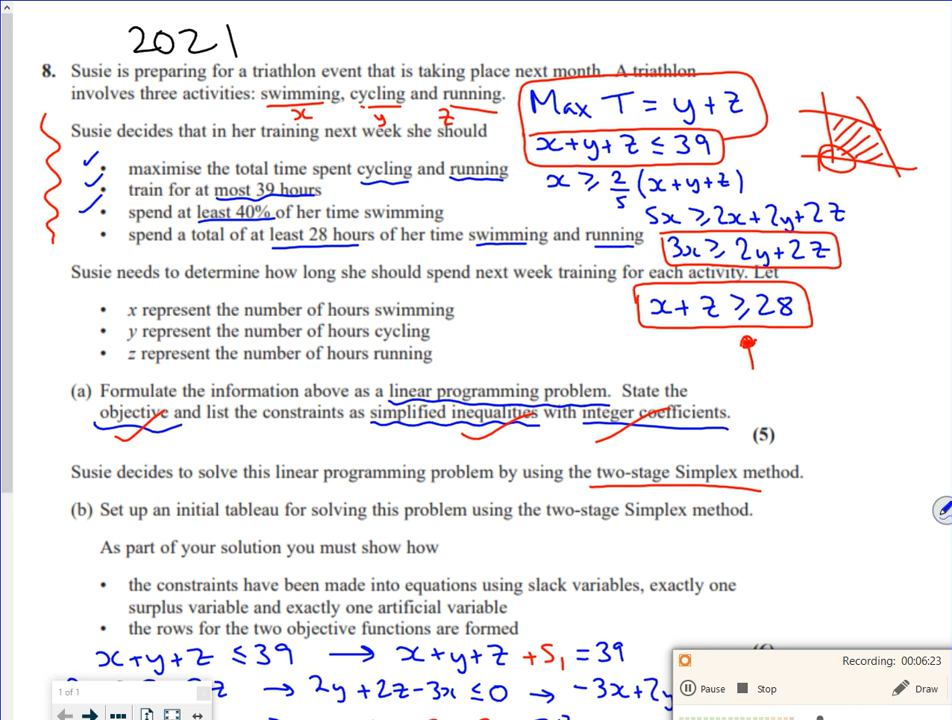 2021
8. Susie is preparing for a triathlon event that is taking place next month. A triathlon
involves three activities: swimming, cycling and running.
x y z
Max T = y + z
Susie decides that in her training next week she should
x + y + z ≤ 39
• maximise the total time spent cycling and running
x ≥ 2/5 (x + y + z)
• train for at most 39 hours
• spend at least 40% of her time swimming
5x ≥ 2x + 2y + 2z
• spend a total of at least 28 hours of her time swimming and running
3x ≥ 2y + 2z
Susie needs to determine how long she should spend next week training for each activity. Let
• x represent the number of hours swimming
x + z ≥ 28
• y represent the number of hours cycling
• z represent the number of hours running
(a) Formulate the information above as a linear programming problem. State the
objective and list the constraints as simplified inequalities with integer coefficients.
(5)
Susie decides to solve this linear programming problem by using the two-stage Simplex method.
(b) Set up an initial tableau for solving this problem using the two-stage Simplex method.
As part of your solution you must show how
• the constraints have been made into equations using slack variables, exactly one
surplus variable and exactly one artificial variable
• the rows for the two objective functions are formed
x + y + z ≤ 39 → x + y + z + S₁ = 39
→ 2y + 2z - 3x ≤ 0 → -3x + 2y
Recording: 00:06:23
Pause Stop Draw
1 of 1